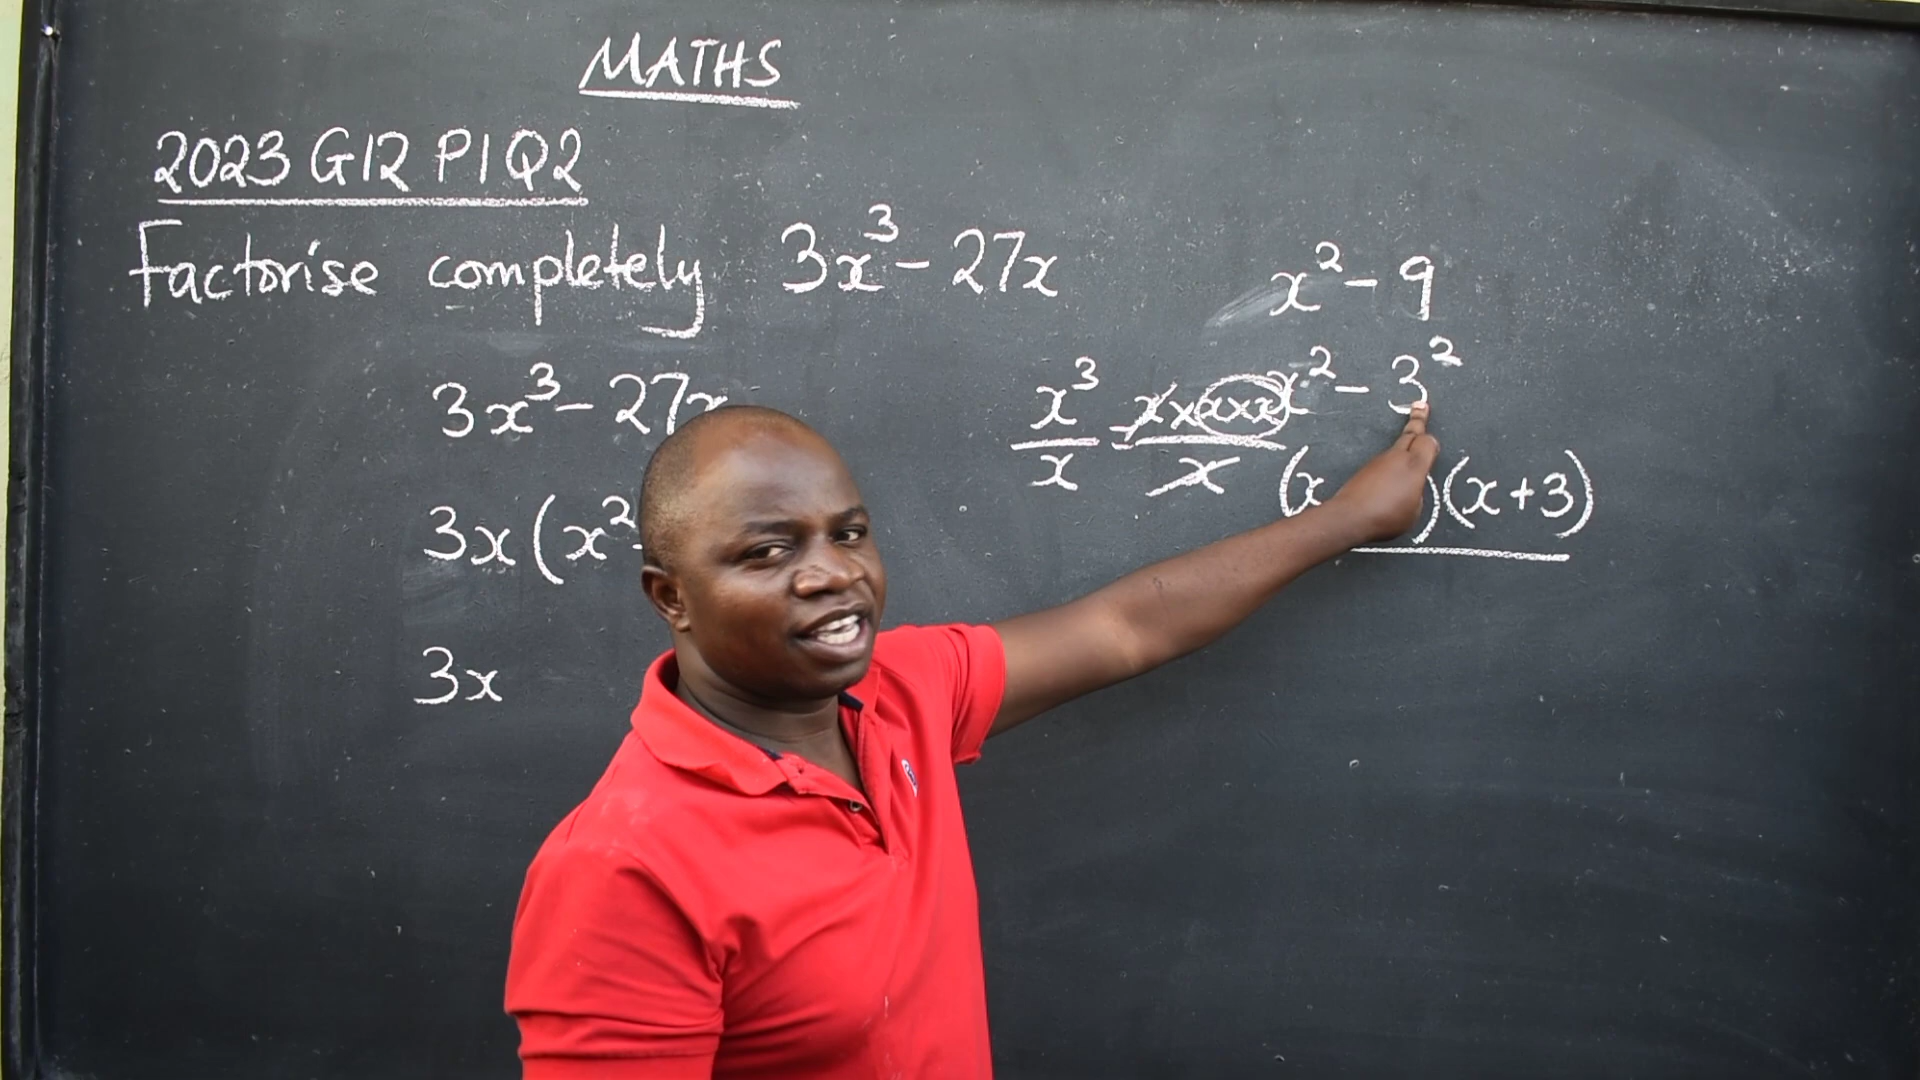 MATHS
2023 G12 P1 Q2
Factorise completely 3x³ - 27x
x² - 9
3x³ - 27x
x³/x = x × x × x / x
x² - 3²
(x )(x + 3)
3x(x²
3x